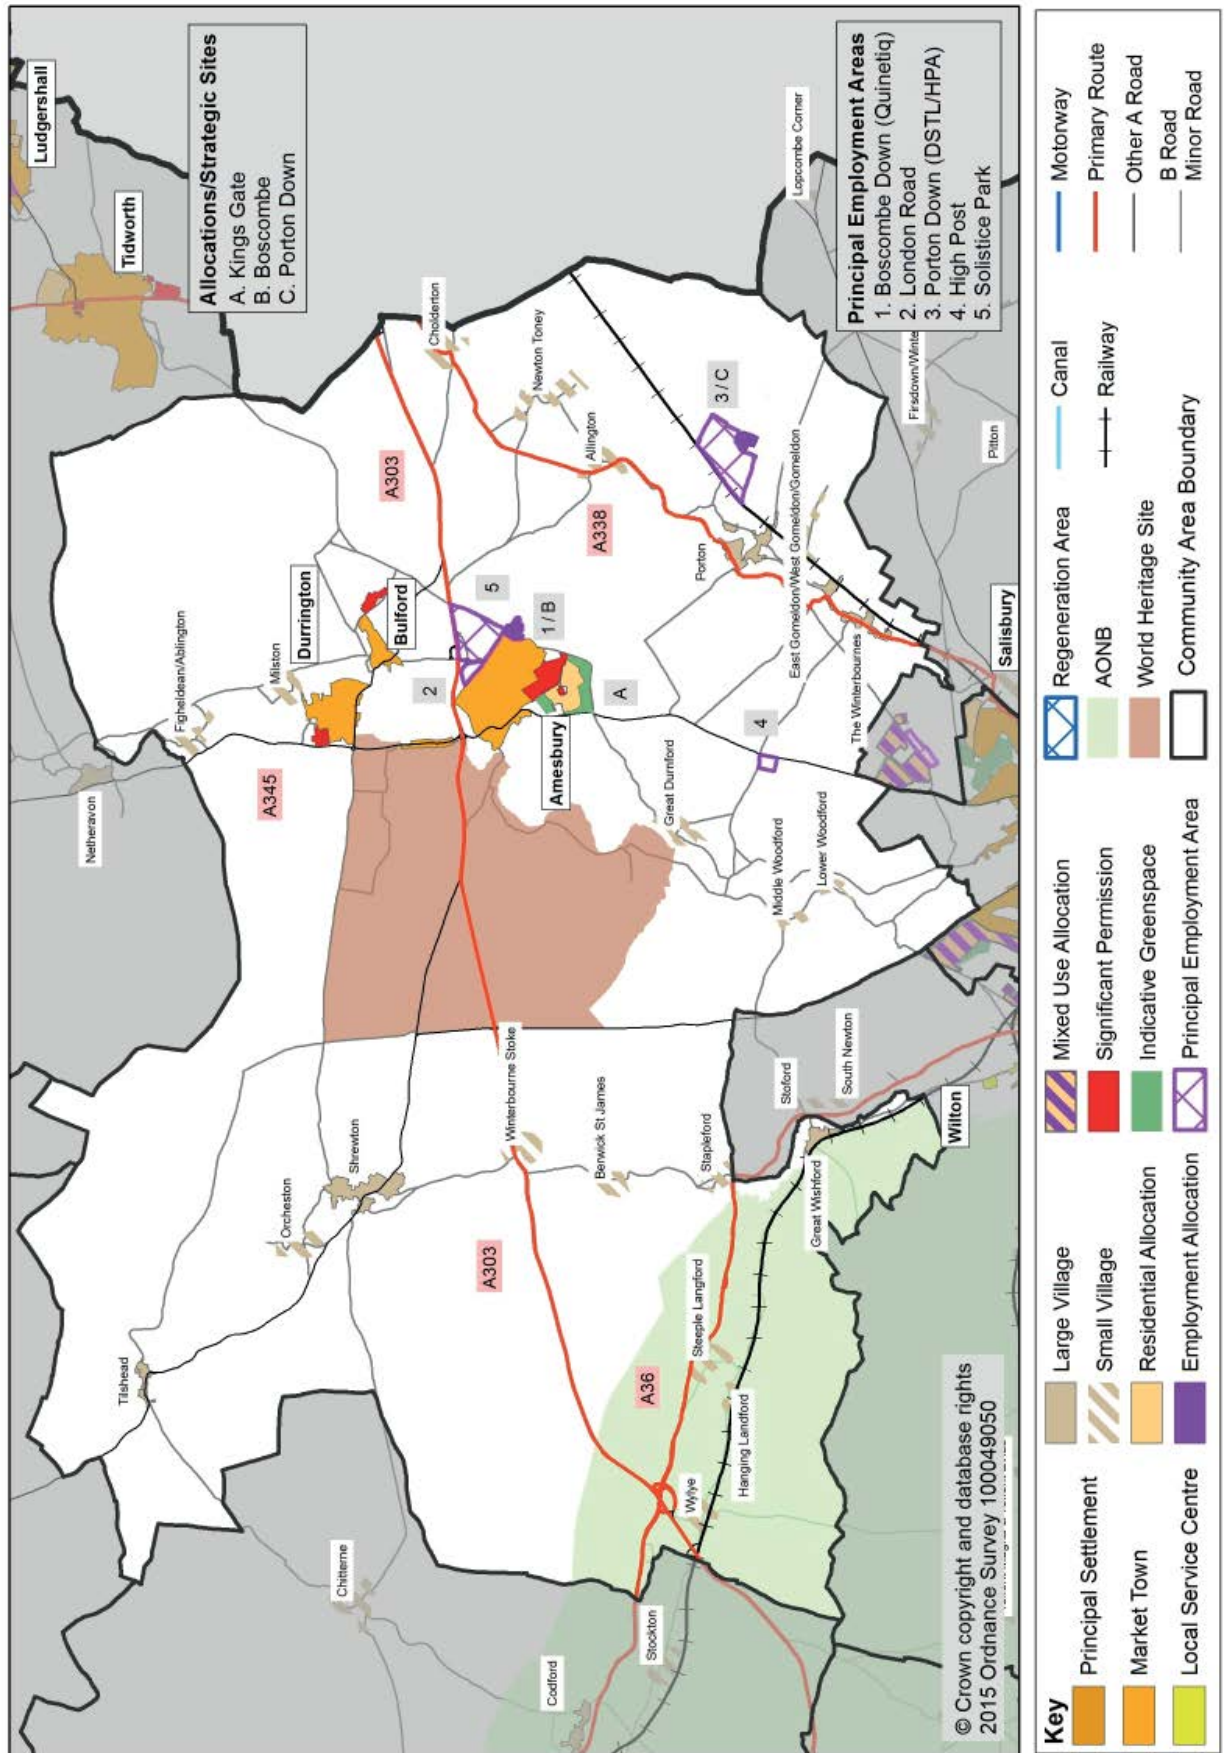 Ludgershall
Tidworth
Allocations/Strategic Sites
A. Kings Gate
B. Boscombe
C. Porton Down
Netheravon
Figheldean/Ablington
Milston
Durrington
Bulford
A303
Cholderton
Newton Toney
Allington
A338
A345
Tilshead
Orcheston
Shrewton
2
5
1 / B
A
Amesbury
3 / C
Lopcombe Corner
Principal Employment Areas
1. Boscombe Down (Quinetiq)
2. London Road
3. Porton Down (DSTL/HPA)
4. High Post
5. Solistice Park
Porton
East Gomeldon/West Gomeldon/Gomeldon
Firsdown/Winte
Pitton
The Winterbournes
4
Great Durnford
Middle Woodford
Lower Woodford
Salisbury
Winterbourne Stoke
Berwick St James
Stapleford
Stoford
South Newton
Wilton
Great Wishford
A303
Steeple Langford
A36
Hanging Landford
Wylye
Chitterne
Codford
Stockton
© Crown copyright and database rights
2015 Ordnance Survey 100049050
Key
Principal Settlement
Market Town
Local Service Centre
Large Village
Small Village
Residential Allocation
Employment Allocation
Mixed Use Allocation
Significant Permission
Indicative Greenspace
Principal Employment Area
Regeneration Area
AONB
World Heritage Site
Community Area Boundary
Canal
Railway
Motorway
Primary Route
Other A Road
B Road
Minor Road